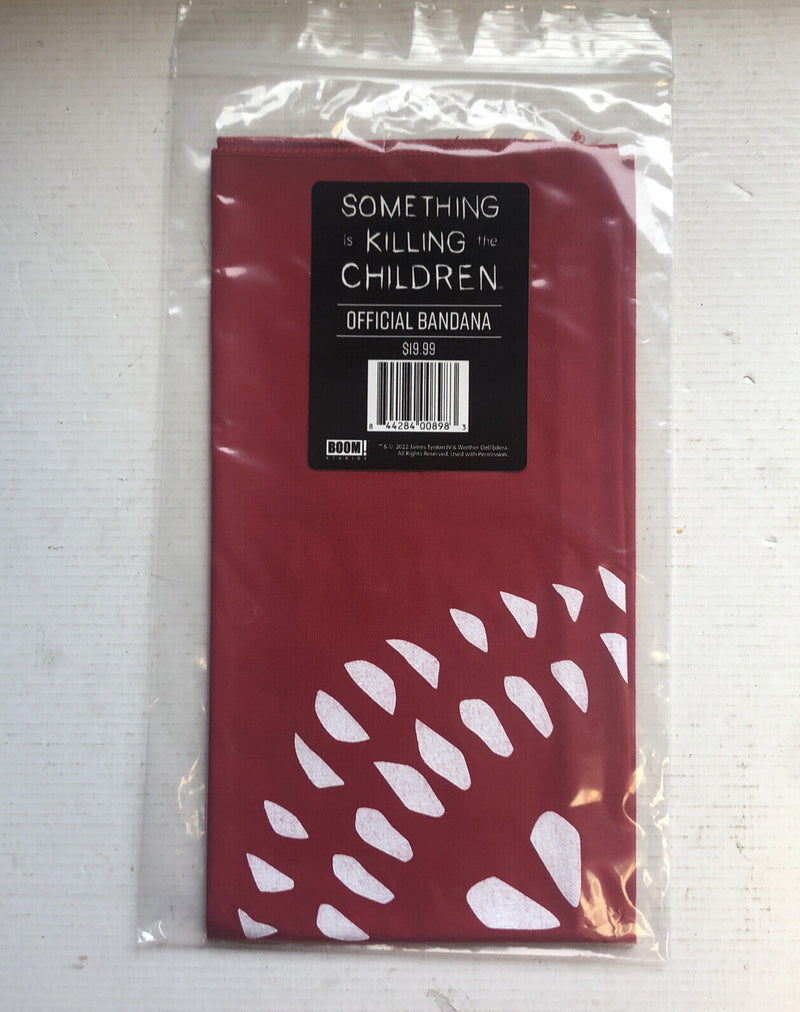 SOMETHING
is KILLING the
CHILDREN™
OFFICIAL BANDANA
$19.99
8 44284 00898 3
BOOM!
STUDIOS
™ & © 2022 James Tynion IV & Werther Dell'Edera.
All Rights Reserved. Used with Permission.